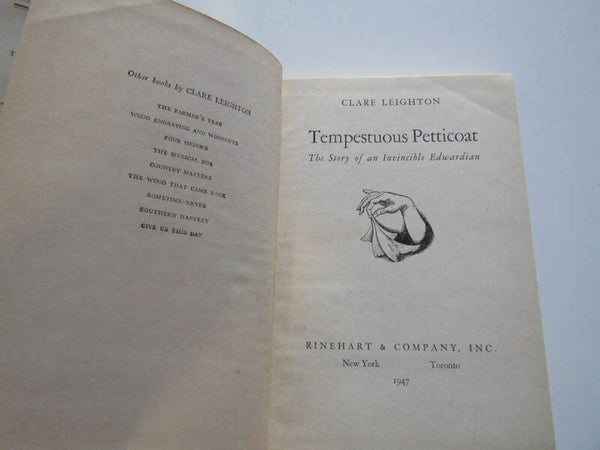 Other books by CLARE LEIGHTON
THE FARMER'S YEAR
WOOD ENGRAVING AND WOODCUTS
FOUR HEDGES
THE MUSICAL BOX
COUNTRY MATTERS
THE WOOD THAT CAME BACK
SOMETIME–NEVER
SOUTHERN HARVEST
GIVE US THIS DAY
CLARE LEIGHTON
Tempestuous Petticoat
The Story of an Invincible Edwardian
RINEHART & COMPANY, INC.
New York Toronto
1947